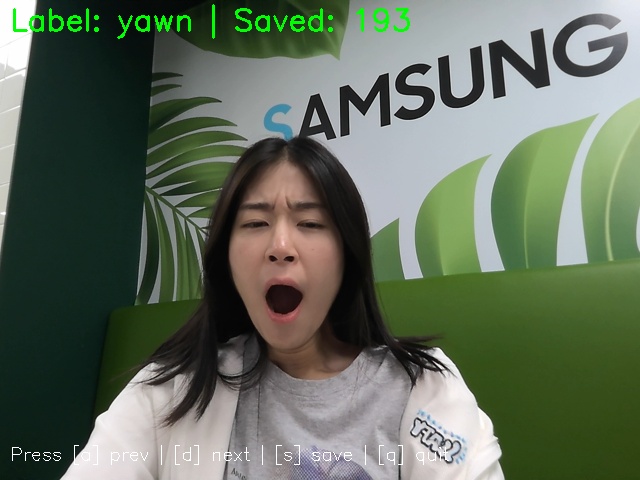 Label: yawn | Saved: 193
SAMSUNG
Press [a] prev | [d] next | [s] save | [q] quit